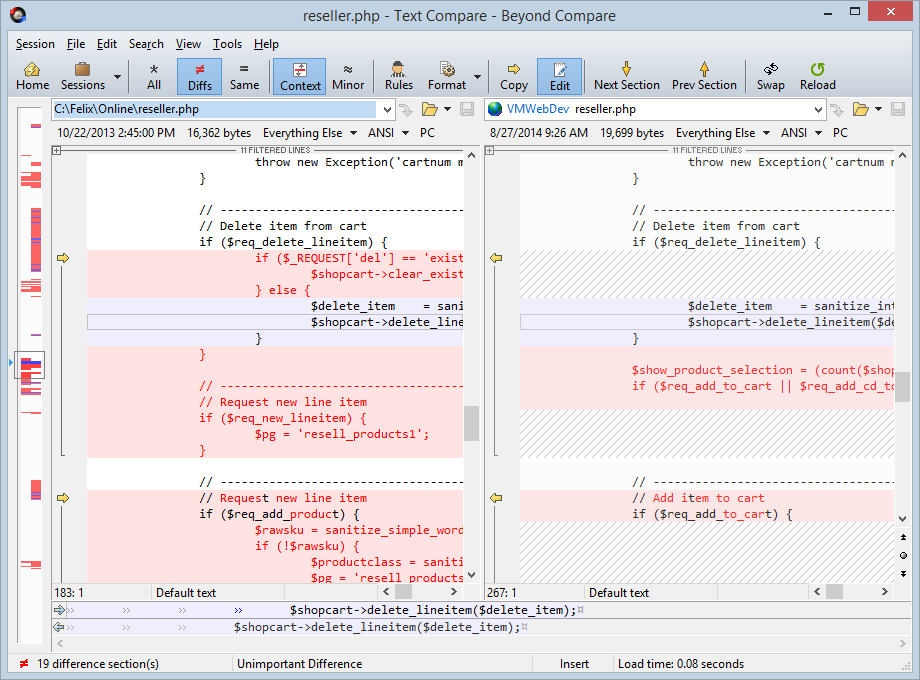 reseller.php - Text Compare - Beyond Compare
Session File Edit Search View Tools Help
Home Sessions All Diffs Same Context Minor Rules Format Copy Edit Next Section Prev Section Swap Reload
C:\Felix\Online\reseller.php
VMWebDev reseller.php
10/22/2013 2:45:00 PM 16,362 bytes Everything Else ANSI PC
8/27/2014 9:26 AM 19,699 bytes Everything Else ANSI PC
11 FILTERED LINES
throw new Exception('cartnum
}
// ----------------------------------
// Delete item from cart
if ($req_delete_lineitem) {
if ($_REQUEST['del'] == 'exist
$shopcart->clear_exist
} else {
$delete_item = sani
$shopcart->delete_line
}
}
// ----------------------------------
// Request new line item
if ($req_new_lineitem) {
$pg = 'resell_products1';
}
// ----------------------------------
// Request new line item
if ($req_add_product) {
$rawsku = sanitize_simple_word
if (!$rawsku) {
$productclass = saniti
$pg = 'resell_products
11 FILTERED LINES
throw new Exception('cartnum
}
// ----------------------------------
// Delete item from cart
if ($req_delete_lineitem) {
$delete_item = sanitize_int
$shopcart->delete_lineitem($de
}
$show_product_selection = (count($shop
if ($req_add_to_cart || $req_add_cd_to
// ----------------------------------
// Add item to cart
if ($req_add_to_cart) {
183: 1 Default text
267: 1 Default text
»» »» »» »» $shopcart->delete_lineitem($delete_item);¤
»» »» »» $shopcart->delete_lineitem($delete_item);¤
≠ 19 difference section(s) Unimportant Difference Insert Load time: 0.08 seconds